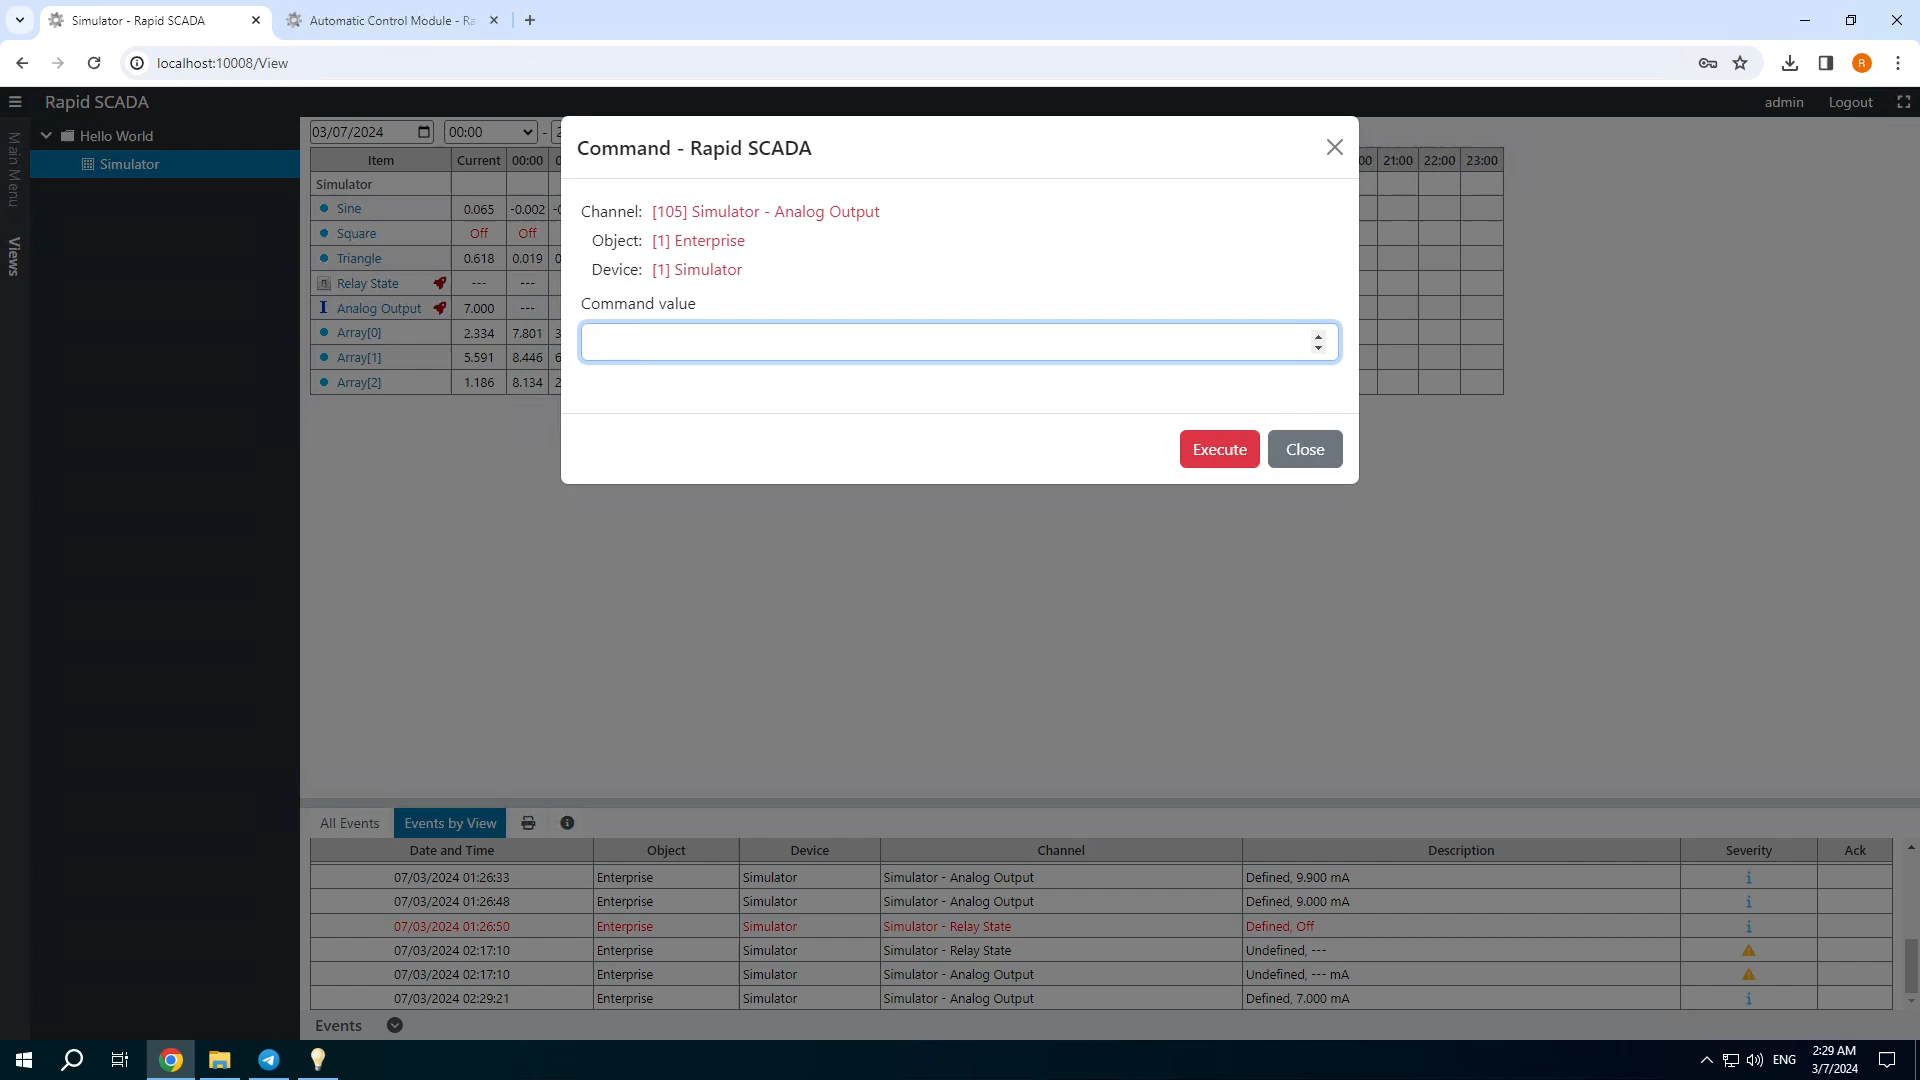 Simulator - Rapid SCADA
Automatic Control Module - Ra
localhost:10008/View
R
Rapid SCADA
admin
Logout
Main Menu
Views
Hello World
Simulator
03/07/2024
00:00
-
Item
Current
00:00
21:00
22:00
23:00
Simulator
Sine
0.065
-0.002
Square
Off
Off
Triangle
0.618
0.019
Relay State
---
---
Analog Output
7.000
---
Array[0]
2.334
7.801
Array[1]
5.591
8.446
Array[2]
1.186
8.134
Command - Rapid SCADA
Channel: [105] Simulator - Analog Output
Object: [1] Enterprise
Device: [1] Simulator
Command value
Execute
Close
All Events
Events by View
Date and Time Object Device Channel Description Severity Ack
07/03/2024 01:26:33 Enterprise Simulator Simulator - Analog Output Defined, 9.900 mA
07/03/2024 01:26:48 Enterprise Simulator Simulator - Analog Output Defined, 9.000 mA
07/03/2024 01:26:50 Enterprise Simulator Simulator - Relay State Defined, Off
07/03/2024 02:17:10 Enterprise Simulator Simulator - Relay State Undefined, ---
07/03/2024 02:17:10 Enterprise Simulator Simulator - Analog Output Undefined, --- mA
07/03/2024 02:29:21 Enterprise Simulator Simulator - Analog Output Defined, 7.000 mA
Events
ENG
2:29 AM
3/7/2024